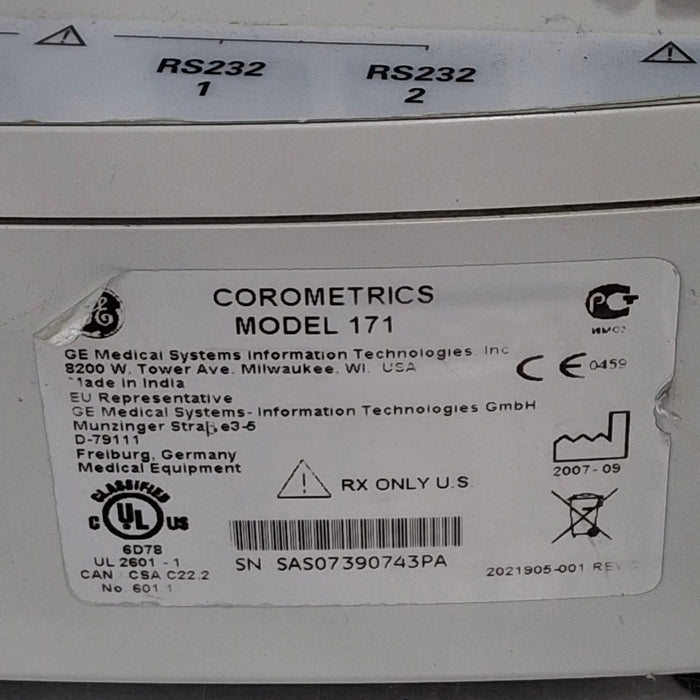 RS232
1
RS232
2
COROMETRICS
MODEL 171
GE Medical Systems Information Technologies, Inc
8200 W. Tower Ave. Milwaukee, WI. USA
Made in India
EU Representative
GE Medical Systems- Information Technologies GmbH
Munzinger Straβe3-5
D-79111
Freiburg, Germany
Medical Equipment
CE 0459
PCT
2007-09
RX ONLY U.S.
CLASSIFIED
C UL US
6D78
UL 2601 - 1
CAN / CSA C22.2
No. 601.1
SN SAS07390743PA
2021905-001 REV